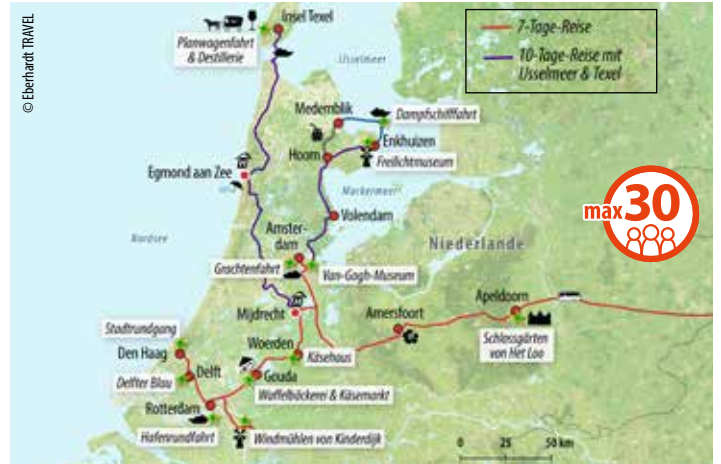 © Eberhardt TRAVEL
Insel Texel
Planwagenfahrt
& Destillerie
7-Tage-Reise
10-Tage-Reise mit
IJsselmeer & Texel
IJsselmeer
Medemblik
Dampfschifffahrt
Enkhuizen
Hoorn
Freilichtmuseum
Egmond aan Zee
Markermeer
Volendam
max 30
Nordsee
Amster-
dam
Niederlande
Grachtenfahrt
Van-Gogh-Museum
Apeldoorn
Mijdrecht
Amersfoort
Stadtrundgang
Woerden
Schlossgärten
von Het Loo
Den Haag
Käsehaus
Delft
Gouda
Delfter Blau
Waffelbäckerei & Käsemarkt
Rotterdam
Hafenrundfahrt
Windmühlen von Kinderdijk
0 25 50 km